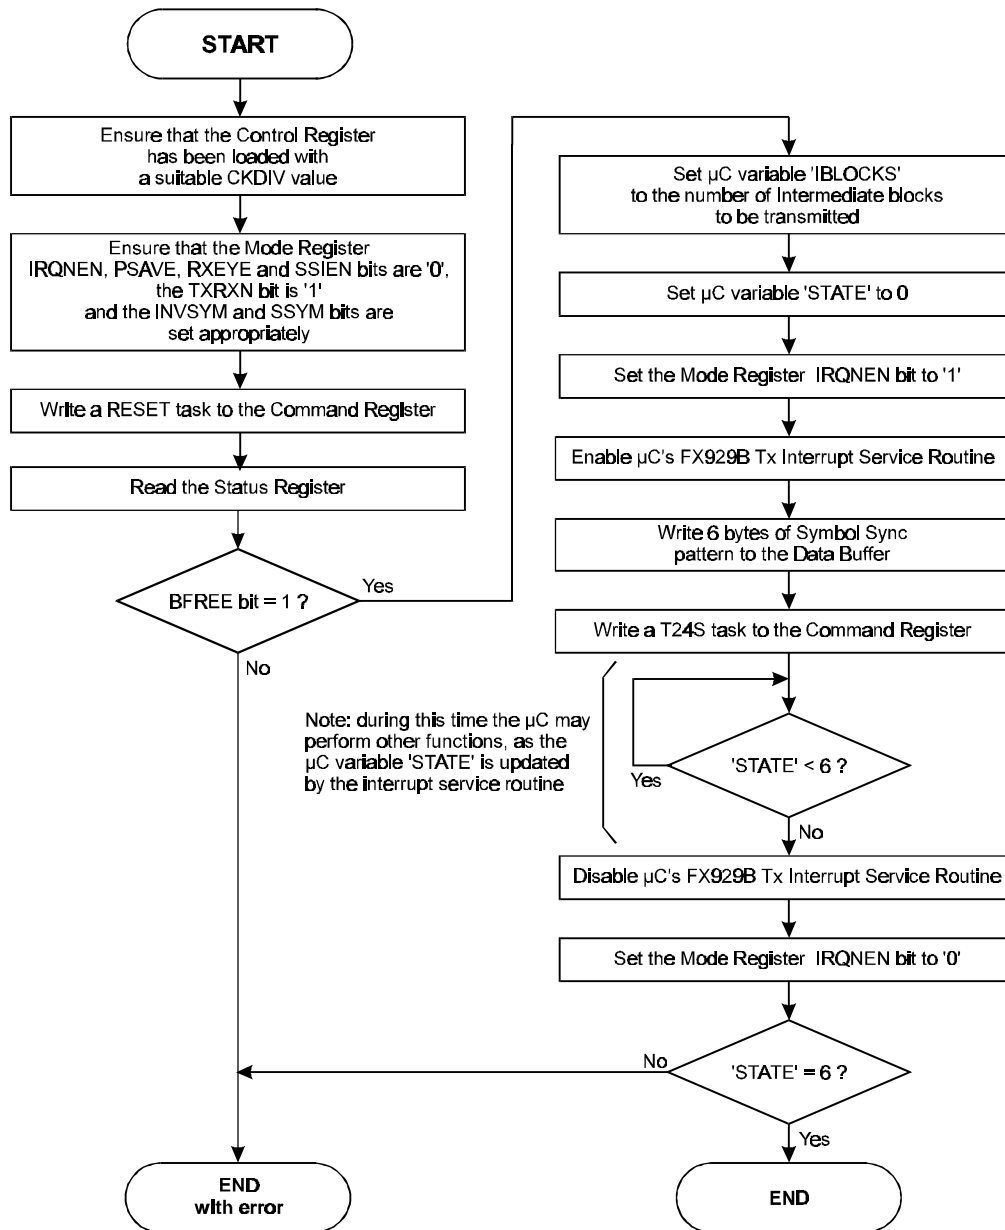 START
Ensure that the Control Register
has been loaded with
a suitable CKDIV value
Ensure that the Mode Register
IRQNEN, PSAVE, RXEYE and SSIEN bits are '0',
the TXRXN bit is '1'
and the INVSYM and SSYM bits are
set appropriately
Write a RESET task to the Command Register
Read the Status Register
BFREE bit = 1 ?
Yes
No
Set µC variable 'IBLOCKS'
to the number of Intermediate blocks
to be transmitted
Set µC variable 'STATE' to 0
Set the Mode Register IRQNEN bit to '1'
Enable µC's FX929B Tx Interrupt Service Routine
Write 6 bytes of Symbol Sync
pattern to the Data Buffer
Write a T24S task to the Command Register
Note: during this time the µC may
perform other functions, as the
µC variable 'STATE' is updated
by the interrupt service routine
'STATE' < 6 ?
Yes
No
Disable µC's FX929B Tx Interrupt Service Routine
Set the Mode Register IRQNEN bit to '0'
'STATE' = 6 ?
No
Yes
END
with error
END